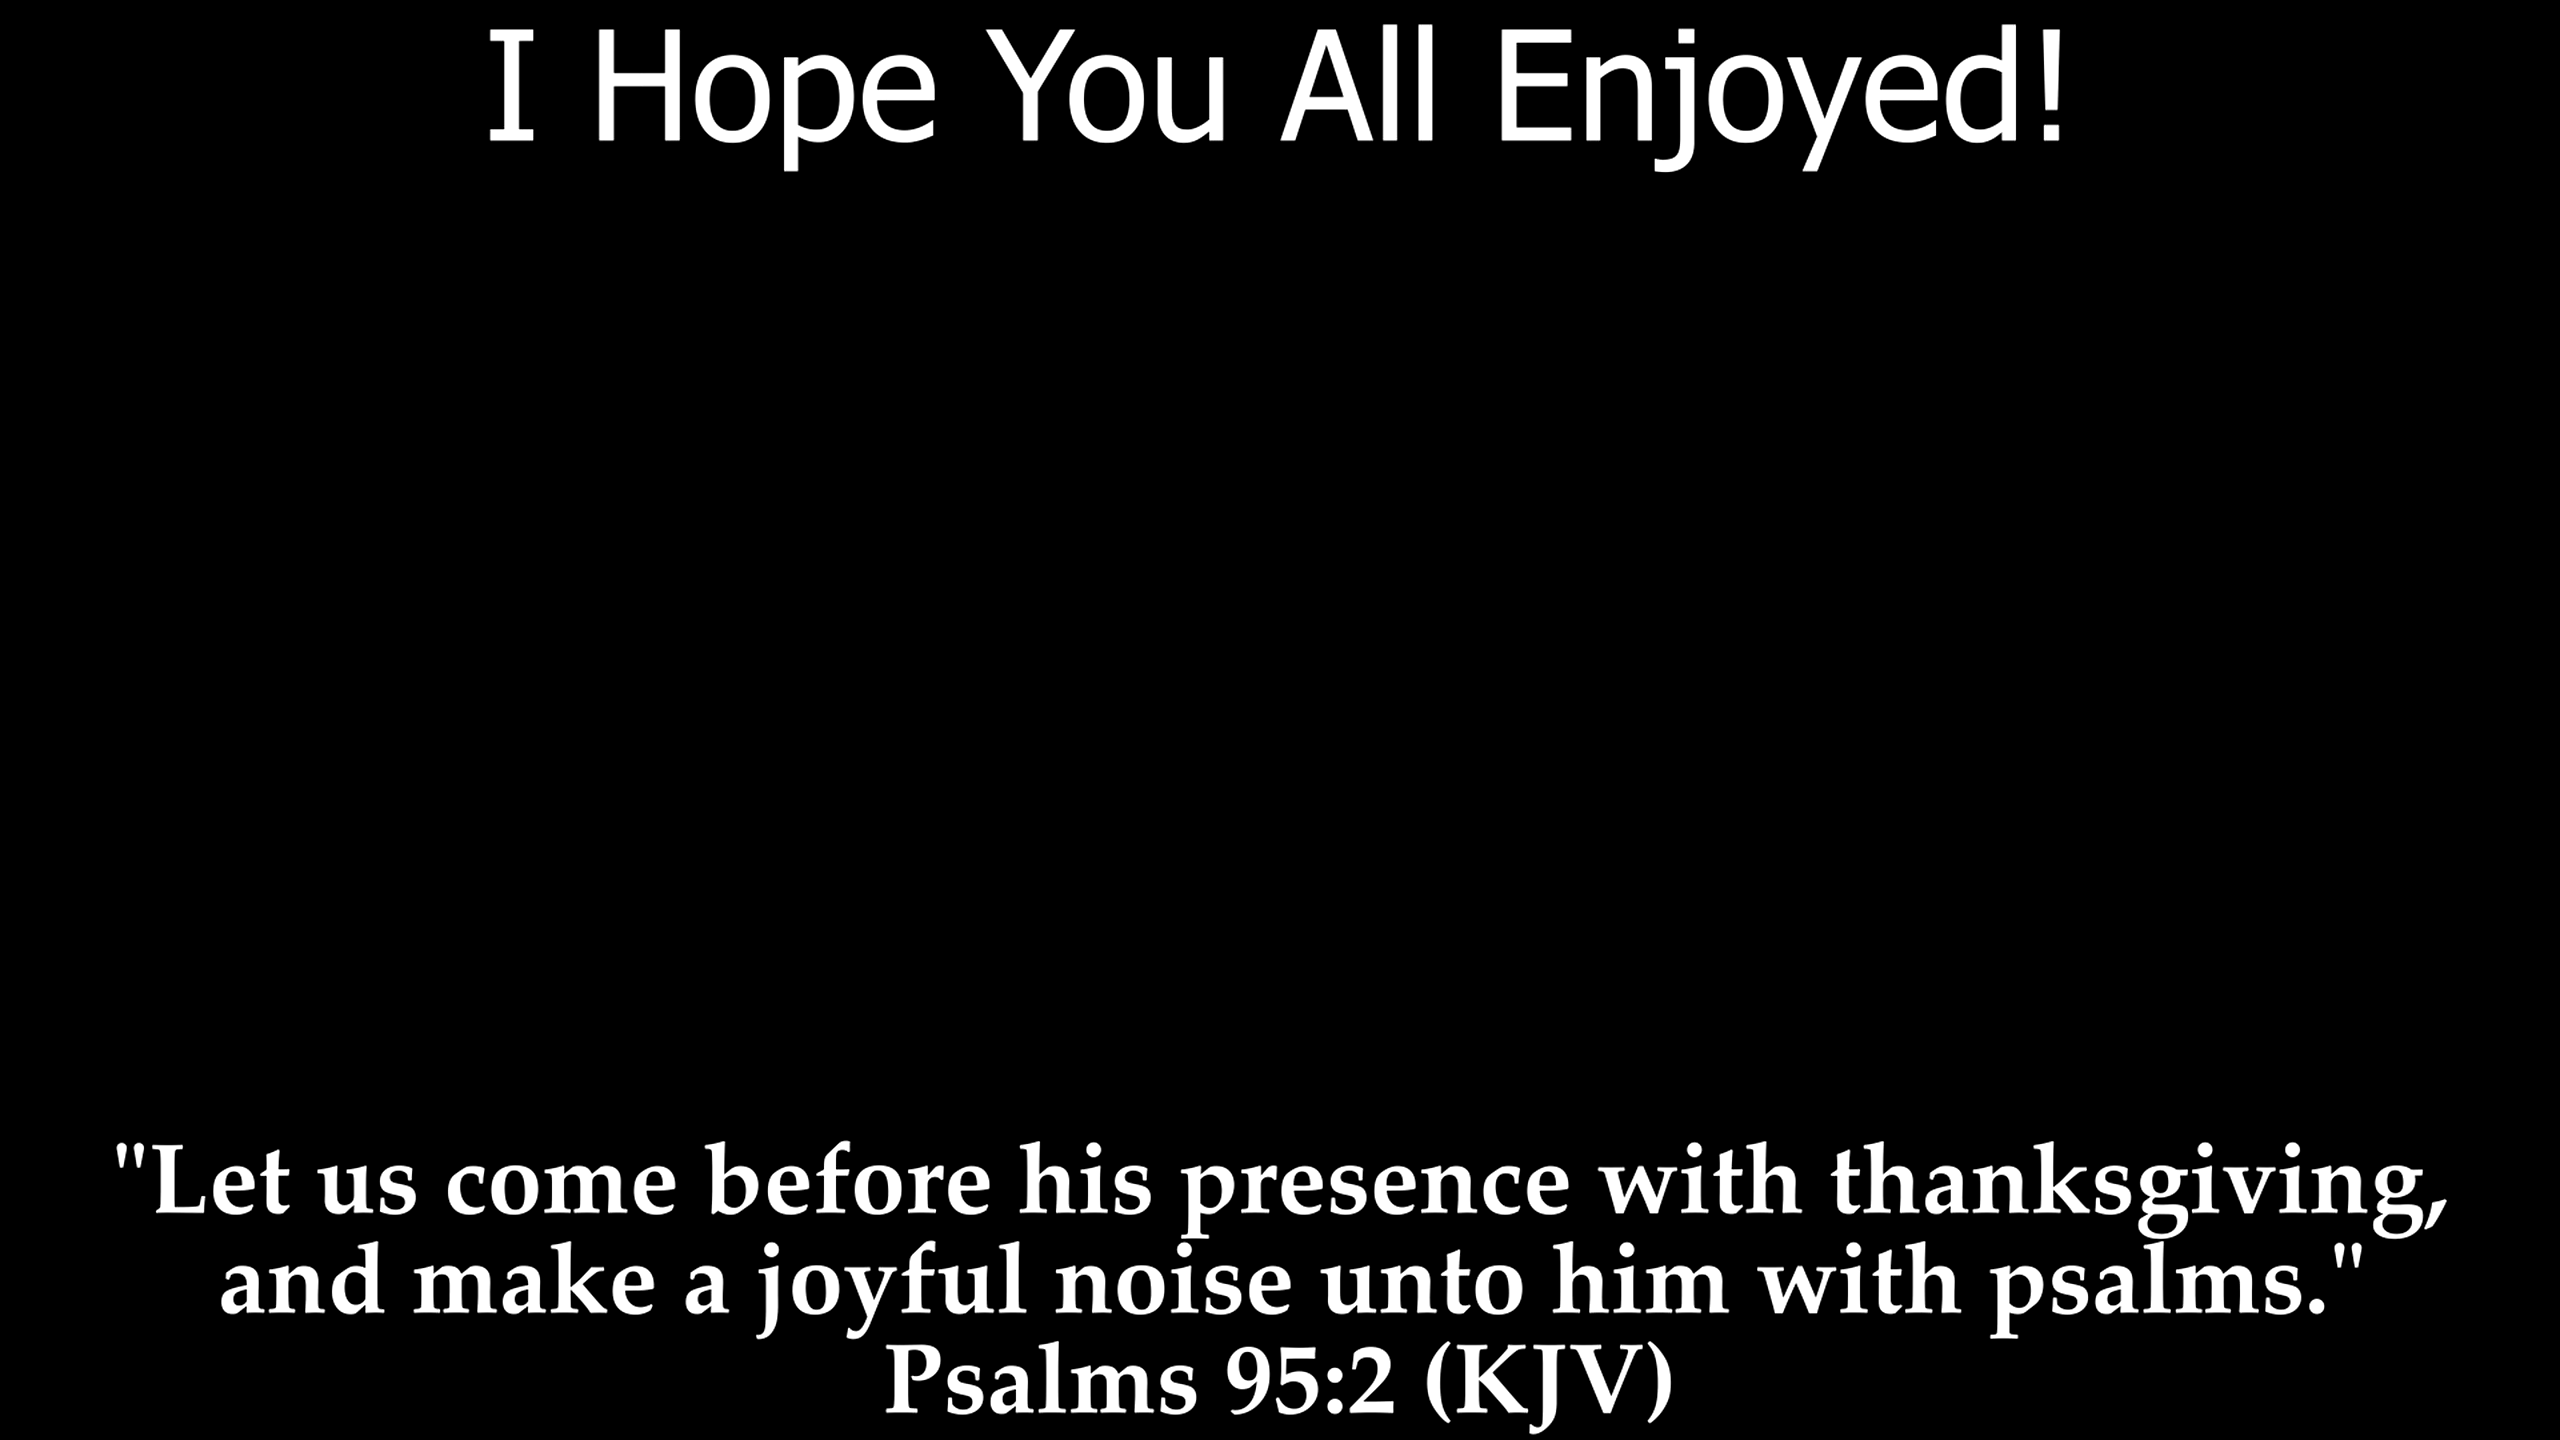 I Hope You All Enjoyed!
"Let us come before his presence with thanksgiving,
and make a joyful noise unto him with psalms."
Psalms 95:2 (KJV)